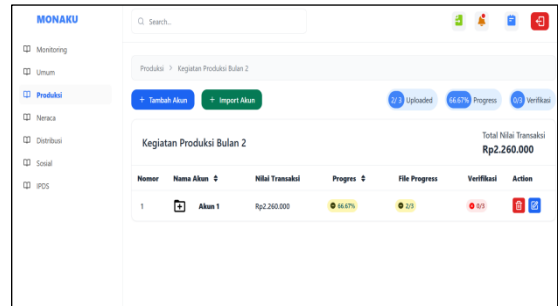 MONAKU
Search..
Monitoring
Umum
Produksi
Neraca
Distribusi
Sosial
IPDS
Produksi > Kegiatan Produksi Bulan 2
+ Tambah Akun
+ Import Akun
2/3 Uploaded
66.67% Progress
0/3 Verifikasi
Kegiatan Produksi Bulan 2
Total Nilai Transaksi
Rp2.260.000
Nomor Nama Akun Nilai Transaksi Progres File Progress Verifikasi Action
1 Akun 1 Rp2.260.000 66.67% 2/3 0/3